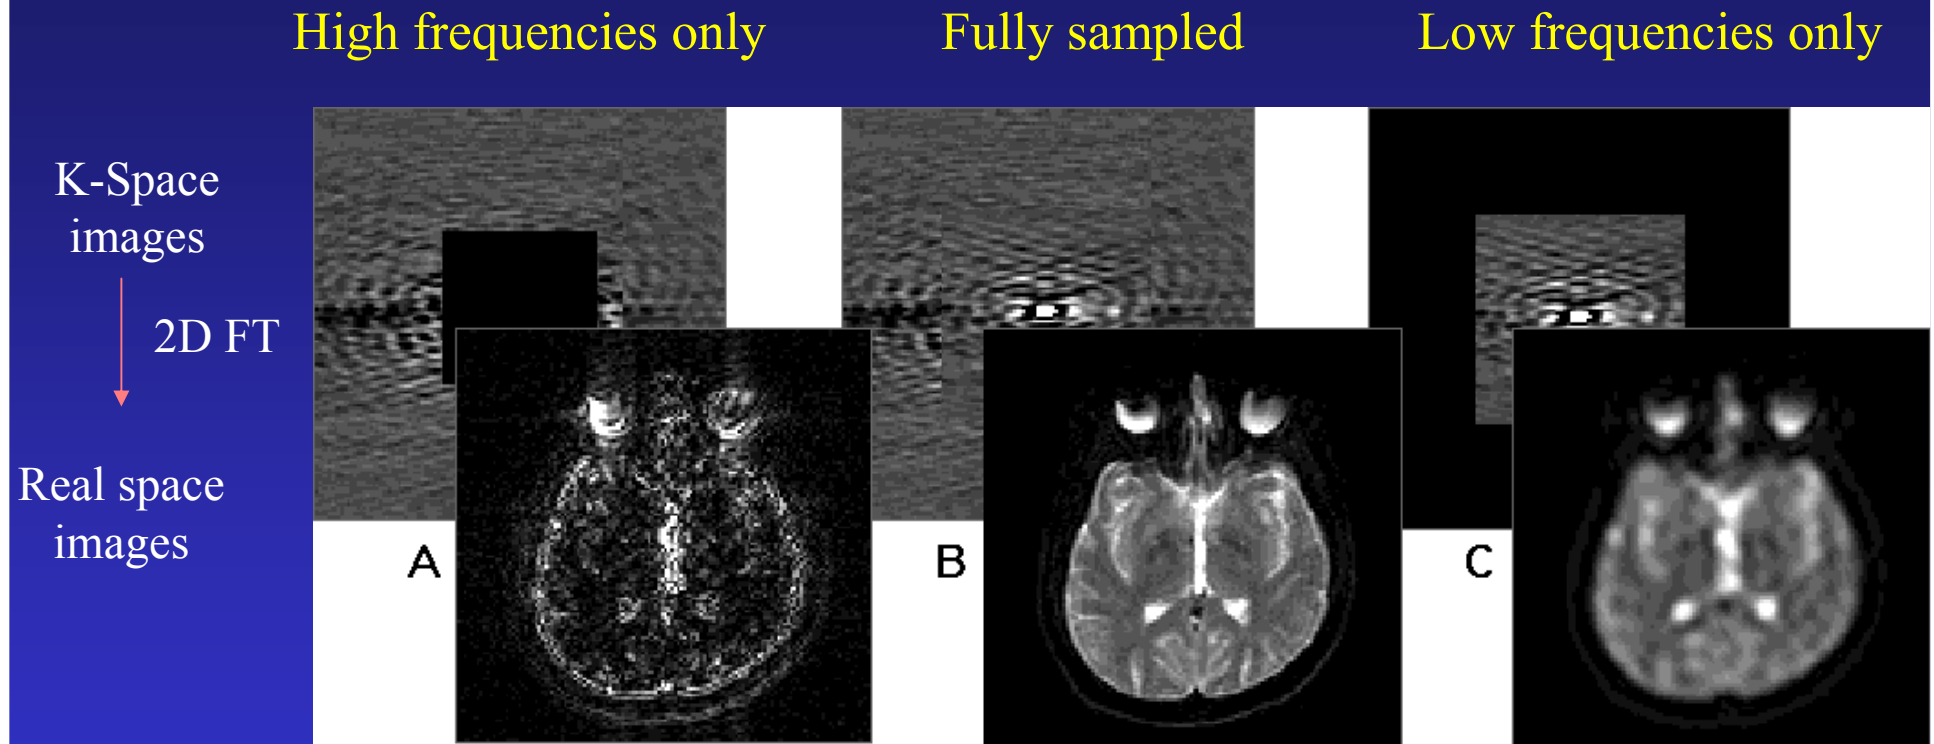 High frequencies only
Fully sampled
Low frequencies only
K-Space
images
2D FT
Real space
images
A
B
C